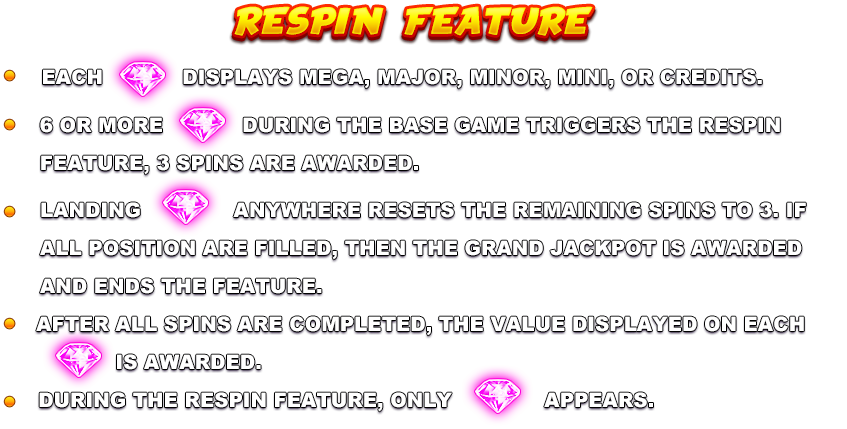 RESPIN FEATURE
EACH DISPLAYS MEGA, MAJOR, MINOR, MINI, OR CREDITS.
6 OR MORE DURING THE BASE GAME TRIGGERS THE RESPIN
FEATURE, 3 SPINS ARE AWARDED.
LANDING ANYWHERE RESETS THE REMAINING SPINS TO 3. IF
ALL POSITION ARE FILLED, THEN THE GRAND JACKPOT IS AWARDED
AND ENDS THE FEATURE.
AFTER ALL SPINS ARE COMPLETED, THE VALUE DISPLAYED ON EACH
IS AWARDED.
DURING THE RESPIN FEATURE, ONLY APPEARS.